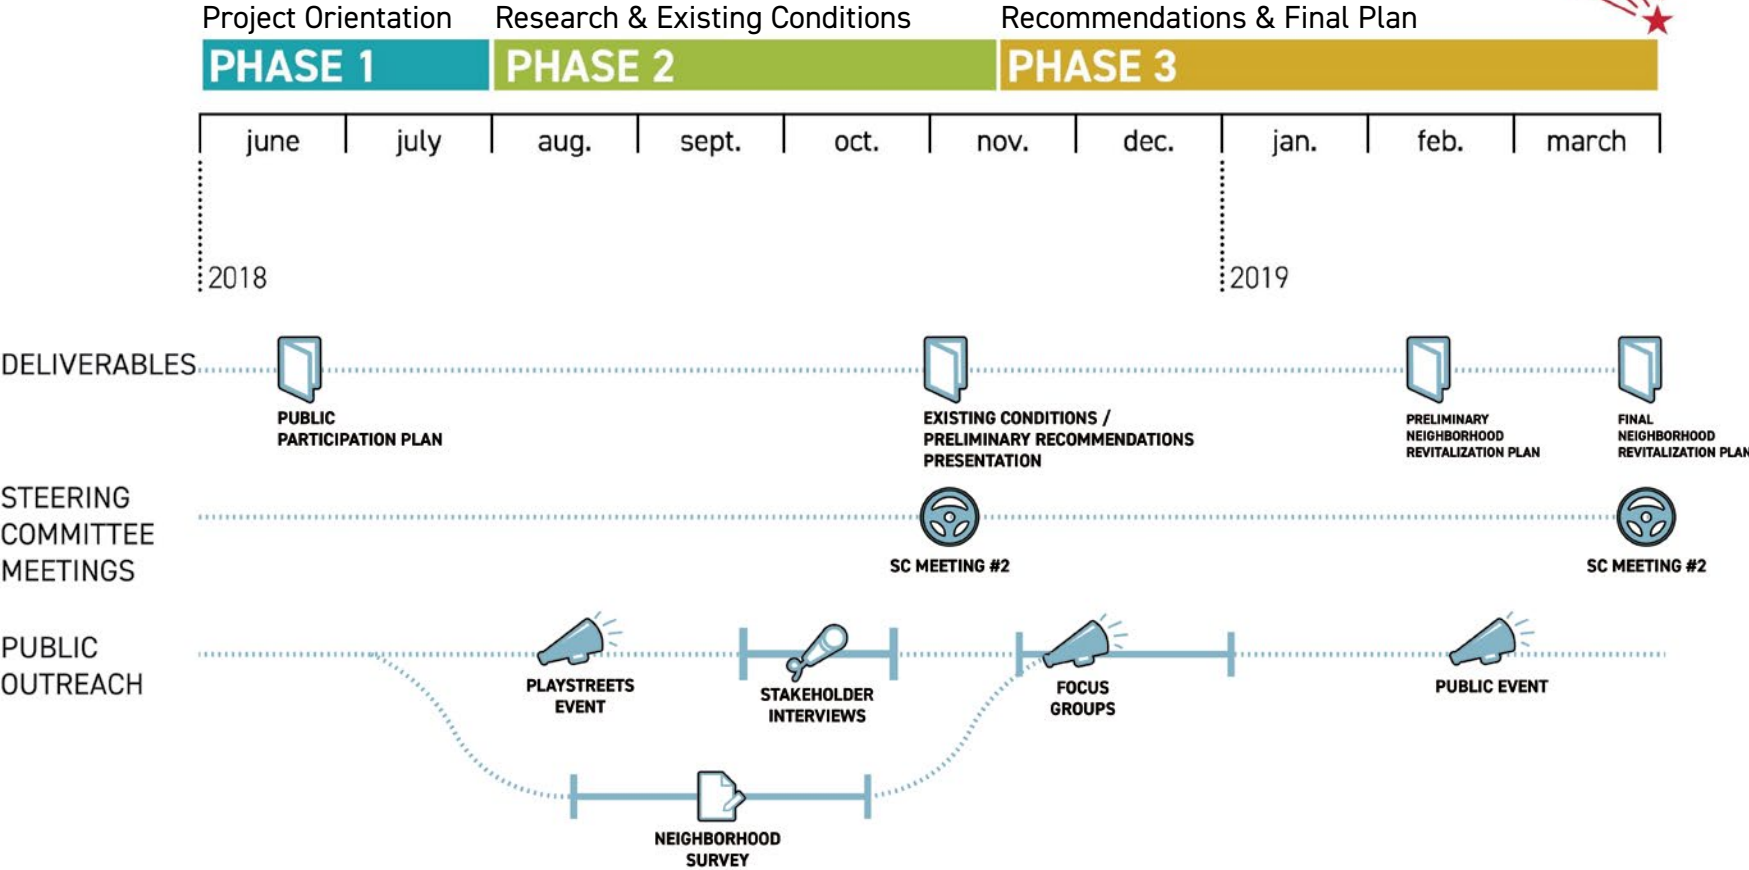 Project Orientation
Research & Existing Conditions
Recommendations & Final Plan
PHASE 1
PHASE 2
PHASE 3
june
july
aug.
sept.
oct.
nov.
dec.
jan.
feb.
march
2018
2019
DELIVERABLES
PUBLIC
PARTICIPATION PLAN
EXISTING CONDITIONS /
PRELIMINARY RECOMMENDATIONS
PRESENTATION
PRELIMINARY
NEIGHBORHOOD
REVITALIZATION PLAN
FINAL
NEIGHBORHOOD
REVITALIZATION PLAN
STEERING
COMMITTEE
MEETINGS
SC MEETING #2
SC MEETING #2
PUBLIC
OUTREACH
PLAYSTREETS
EVENT
STAKEHOLDER
INTERVIEWS
FOCUS
GROUPS
PUBLIC EVENT
NEIGHBORHOOD
SURVEY